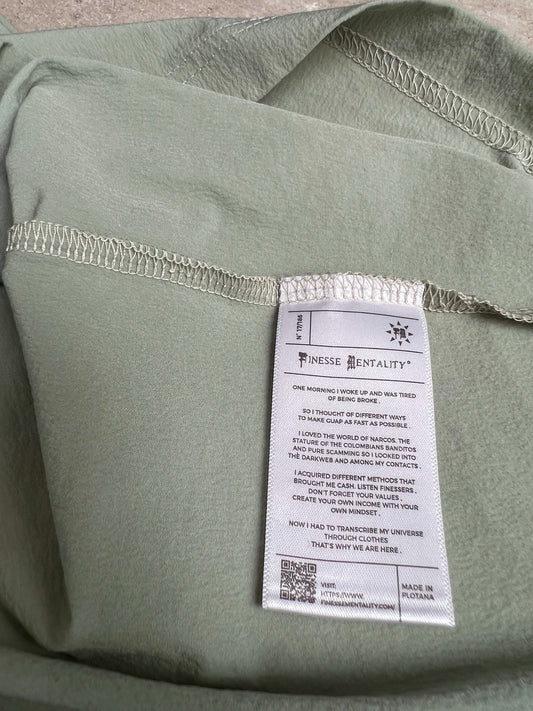 N° 17/186
FM
FINESSE MENTALITY®
ONE MORNING I WOKE UP AND WAS TIRED
OF BEING BROKE .
SO I THOUGHT OF DIFFERENT WAYS
TO MAKE GUAP AS FAST AS POSSIBLE .
I LOVED THE WORLD OF NARCOS. THE
STATURE OF THE COLOMBIANS BANDITOS
AND PURE SCAMMING SO I LOOKED INTO
THE DARKWEB AND AMONG MY CONTACTS .
I ACQUIRED DIFFERENT METHODS THAT
BROUGHT ME CASH. LISTEN FINESSERS .
DON'T FORGET YOUR VALUES ,
CREATE YOUR OWN INCOME WITH YOUR
OWN MINDSET .
NOW I HAD TO TRANSCRIBE MY UNIVERSE
THROUGH CLOTHES
THAT'S WHY WE ARE HERE .
VISIT:
HTTPS://WWW.
FINESSEMENTALITY.COM/
MADE IN
PLOTANA